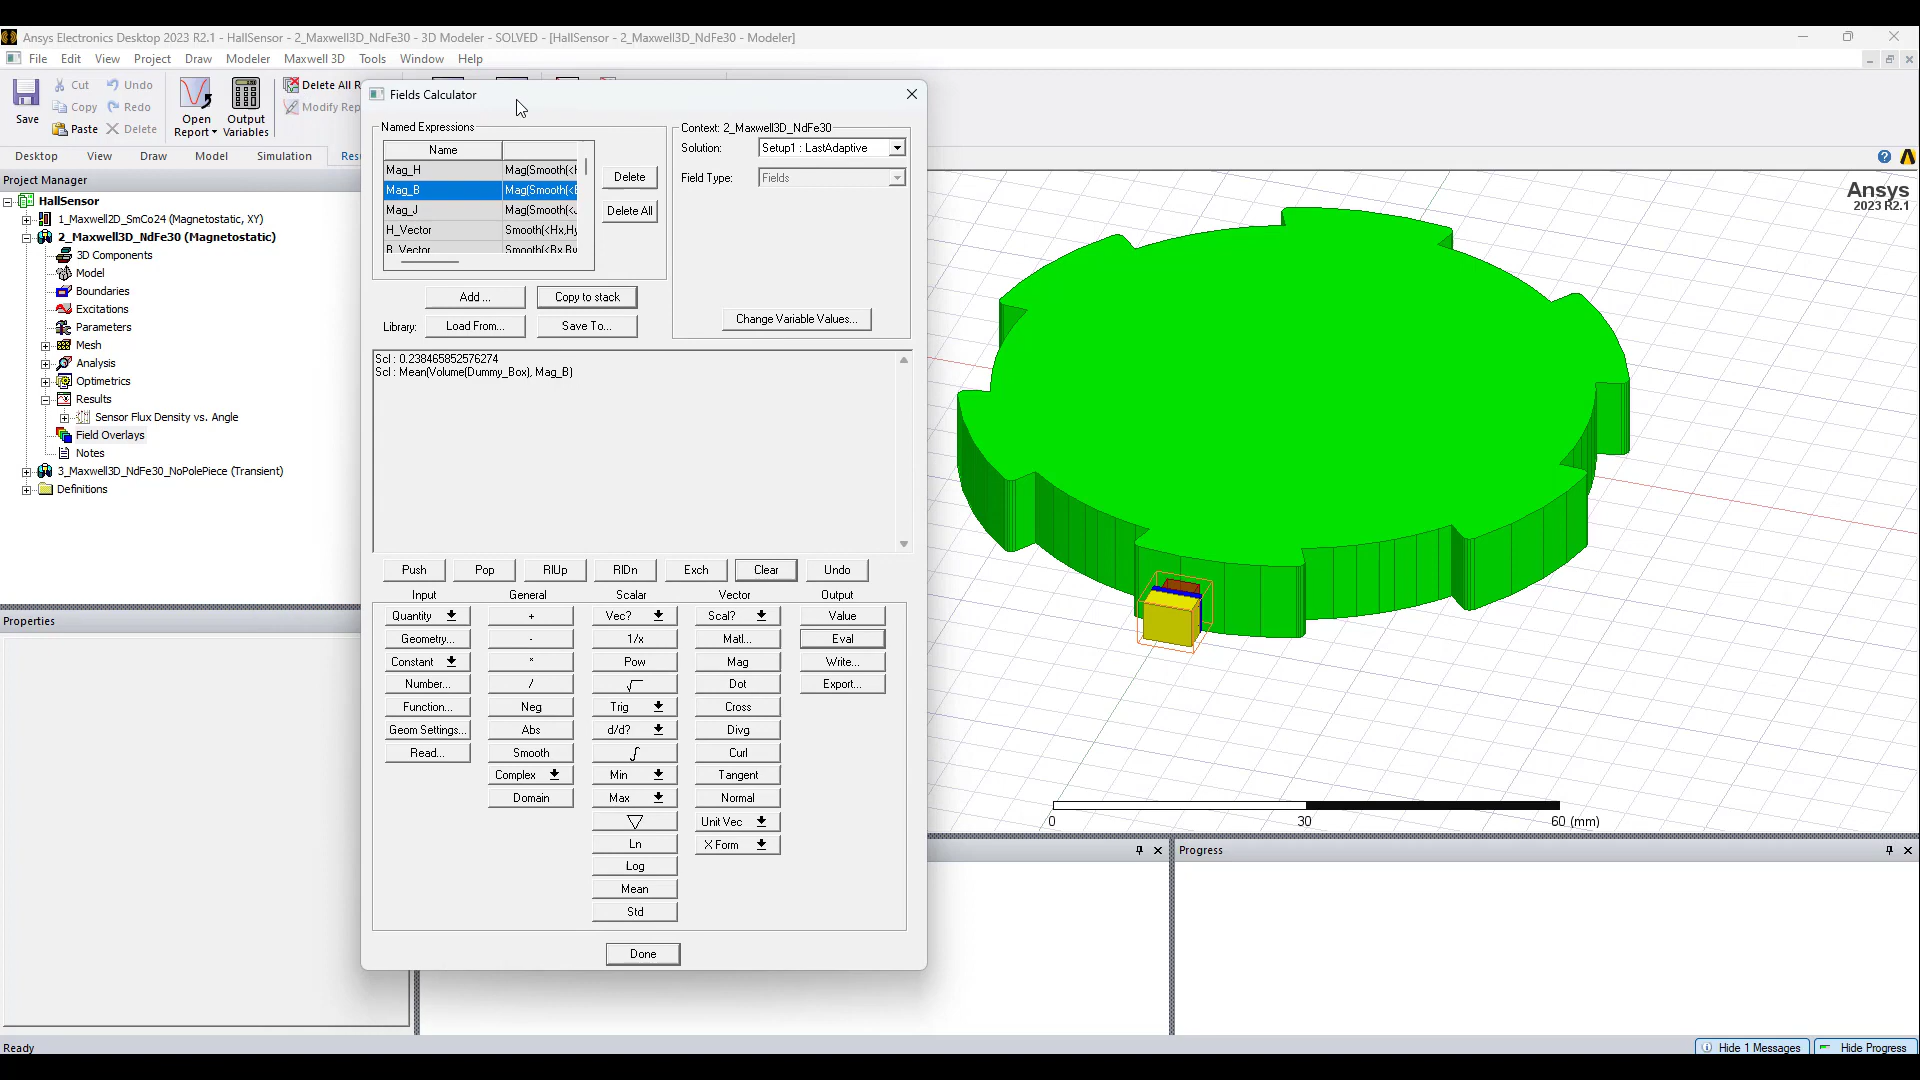 Ansys Electronics Desktop 2023 R2.1 - HallSensor - 2_Maxwell3D_NdFe30 - 3D Modeler - SOLVED - [HallSensor - 2_Maxwell3D_NdFe30 - Modeler]
File Edit View Project Draw Modeler Maxwell 3D Tools Window Help
Save
Cut
Copy
Paste
Undo
Redo
Delete
Open
Report
Output
Variables
Delete All R
Modify Rep
Desktop View Draw Model Simulation Resu
Project Manager
HallSensor
1_Maxwell2D_SmCo24 (Magnetostatic, XY)
2_Maxwell3D_NdFe30 (Magnetostatic)
3D Components
Model
Boundaries
Excitations
Parameters
Mesh
Analysis
Optimetrics
Results
Sensor Flux Density vs. Angle
Field Overlays
Notes
3_Maxwell3D_NdFe30_NoPolePiece (Transient)
Definitions
Properties
Fields Calculator
Named Expressions
Name
Mag_H Mag(Smooth(<H
Mag_B Mag(Smooth(<B
Mag_J Mag(Smooth(<J
H_Vector Smooth(<Hx,Hy
B_Vector Smooth(<Bx,By
Delete
Delete All
Add ...
Copy to stack
Library:
Load From...
Save To...
Context: 2_Maxwell3D_NdFe30
Solution: Setup1 : LastAdaptive
Field Type: Fields
Change Variable Values...
Scl : 0.238465852576274
Scl : Mean(Volume(Dummy_Box), Mag_B)
Push Pop RlUp RlDn Exch Clear Undo
Input General Scalar Vector Output
Quantity + Vec? Scal? Value
Geometry... - 1/x Matl... Eval
Constant * Pow Mag Write...
Number... / √ Dot Export...
Function... Neg Trig Cross
Geom Settings... Abs d/d? Divg
Read... Smooth ∫ Curl
Complex Min Tangent
Domain Max Normal
▽ Unit Vec
Ln X Form
Log
Mean
Std
Done
Ansys
2023 R2.1
0 30 60 (mm)
Progress
Ready
Hide 1 Messages
Hide Progress